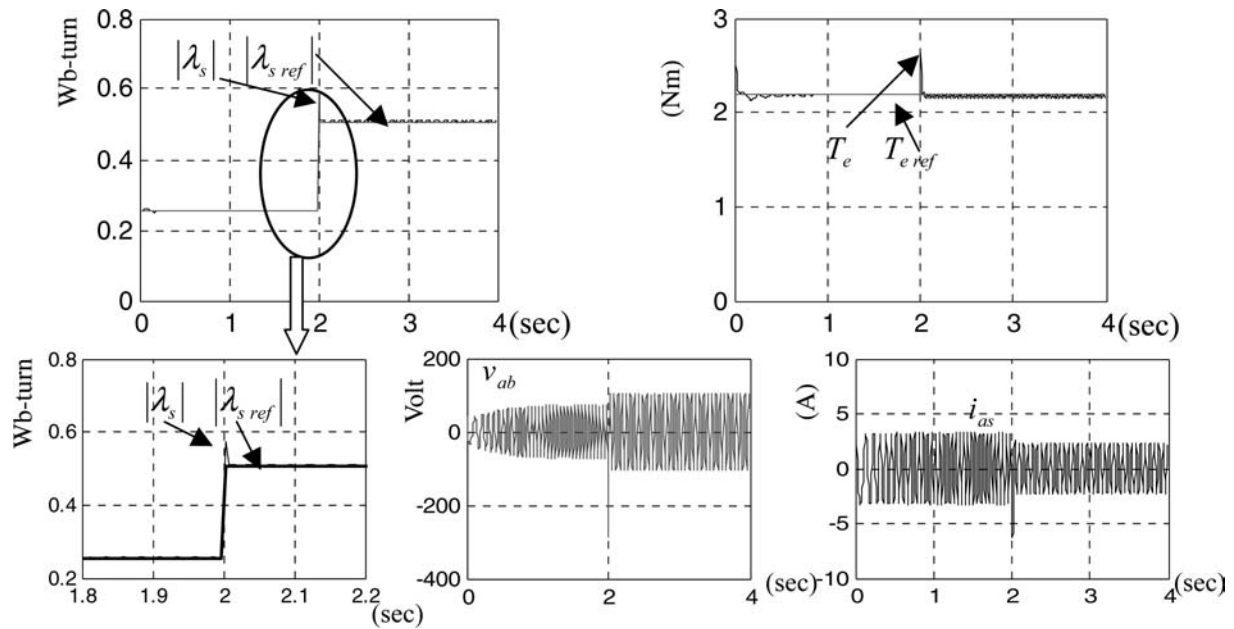 Wb-turn
0.8
0.6
0.4
0.2
0
|λs| |λs ref|
0 1 2 3 4 (sec)
(Nm)
3
2
1
0
Te Te ref
0 1 2 3 4 (sec)
Wb-turn
0.8
0.6
0.4
0.2
|λs| |λs ref|
1.8 1.9 2 2.1 2.2
(sec)
Volt
200
0
-200
-400
vab
0 1 2 3 4
(sec)
(A)
10
5
0
-5
-10
ias
0 1 2 3 4
(sec)